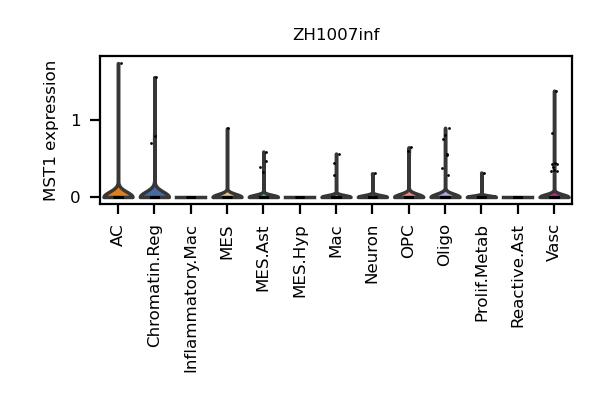 ZH1007inf
MST1 expression
1
0
AC
Chromatin.Reg
Inflammatory.Mac
MES
MES.Ast
MES.Hyp
Mac
Neuron
OPC
Oligo
Prolif.Metab
Reactive.Ast
Vasc